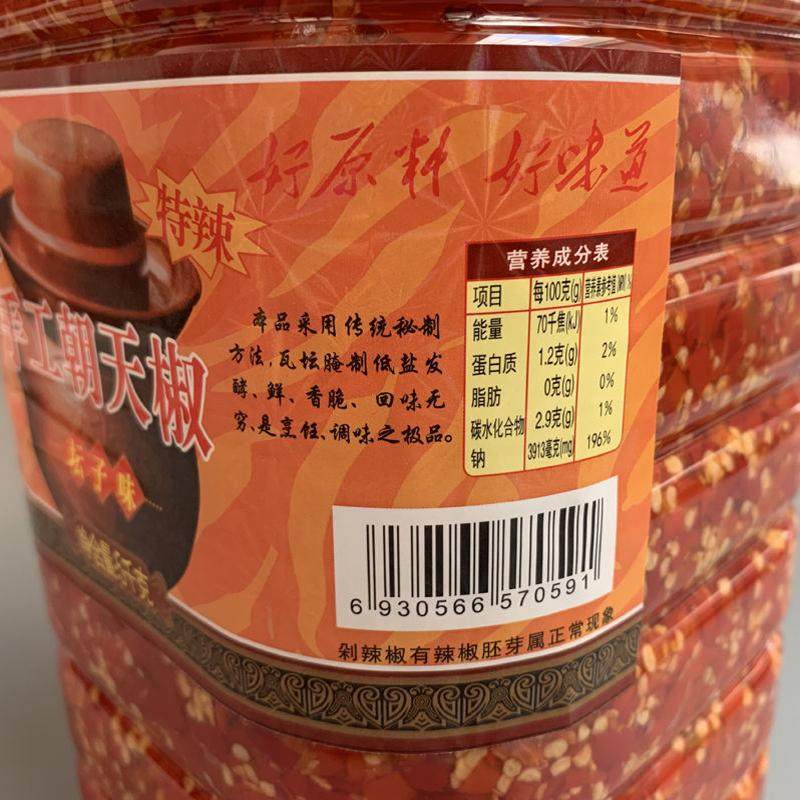 好原料 好味道
特辣
手工朝天椒
坛子味
本品采用传统秘制
方法,瓦坛腌制低盐发
酵、鲜、香脆、回味无
穷、是烹饪、调味之极品。
营养成分表
项目 每100克(g) 营养素参考值(NRV)%
能量 70千焦(kJ) 1%
蛋白质 1.2克(g) 2%
脂肪 0克(g) 0%
碳水化合物 2.9克(g) 1%
钠 3913毫克(mg) 196%
6 930566 570591
剁辣椒有辣椒胚芽属正常现象